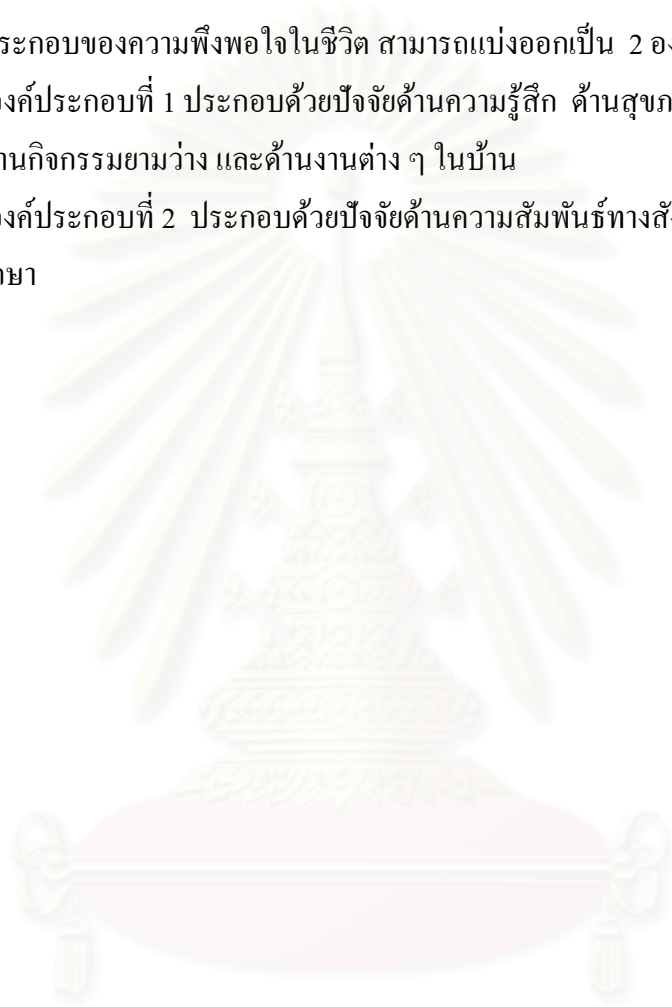 ระกอบของความพึงพอใจในชีวิต สามารถแบ่งออกเป็น 2 อง
องค์ประกอบที่ 1 ประกอบด้วยปัจจัยด้านความรู้สึก ด้านสุขภ
านกิจกรรมยามว่าง และด้านงานต่าง ๆ ในบ้าน
องค์ประกอบที่ 2 ประกอบด้วยปัจจัยด้านความสัมพันธ์ทางสั
าษา